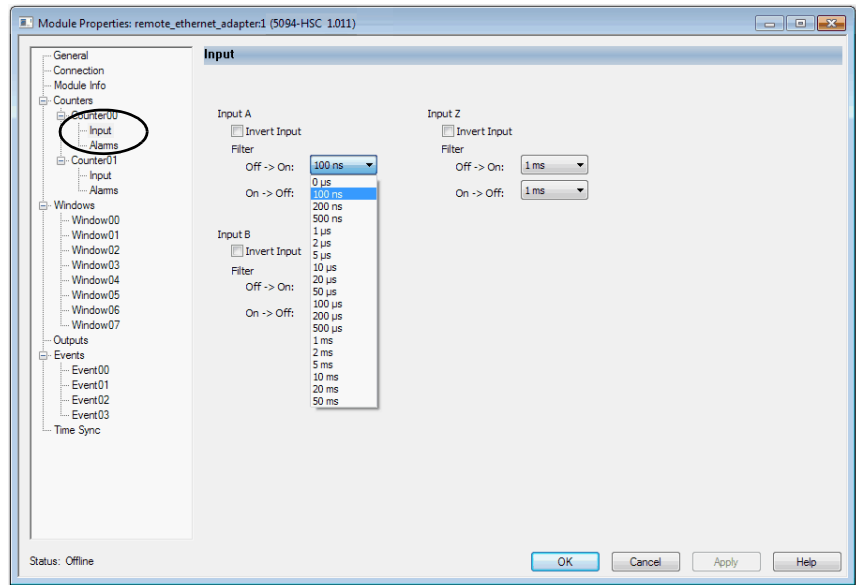 Module Properties: remote_ethernet_adapter:1 (5094-HSC 1.011)
General
Connection
Module Info
Counters
Counter00
Input
Alarms
Counter01
Input
Alarms
Windows
Window00
Window01
Window02
Window03
Window04
Window05
Window06
Window07
Outputs
Events
Event00
Event01
Event02
Event03
Time Sync
Input
Input A
Invert Input
Filter
Off -> On: 100 ns
On -> Off:
0 µs
100 ns
200 ns
500 ns
1 µs
2 µs
5 µs
10 µs
20 µs
50 µs
100 µs
200 µs
500 µs
1 ms
2 ms
5 ms
10 ms
20 ms
50 ms
Input B
Invert Input
Filter
Off -> On:
On -> Off:
Input Z
Invert Input
Filter
Off -> On: 1 ms
On -> Off: 1 ms
Status: Offline
OK Cancel Apply Help